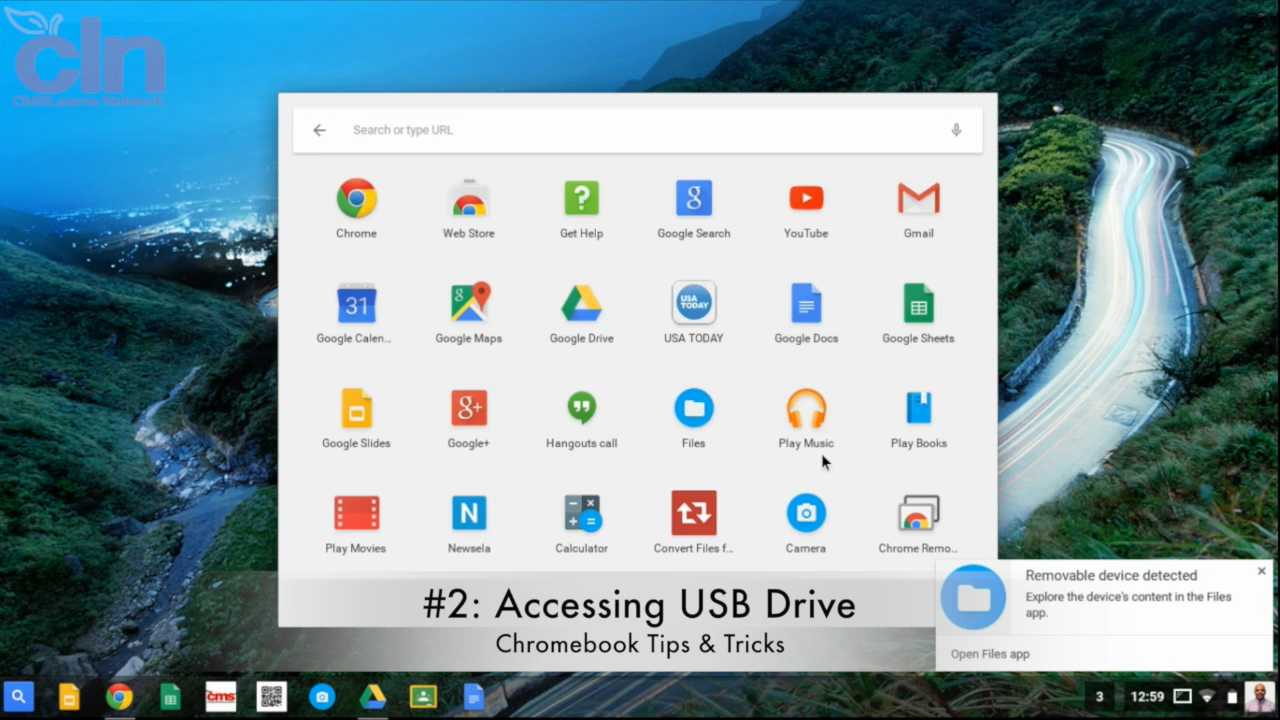 cln
CMSLearns Network
Search or type URL
Chrome
Web Store
Get Help
Google Search
YouTube
Gmail
31
USA
TODAY
Google Calen...
Google Maps
Google Drive
USA TODAY
Google Docs
Google Sheets
g+
Google Slides
Google+
Hangouts call
Files
Play Music
Play Books
N
Play Movies
Newsela
Calculator
Convert Files f...
Camera
Chrome Remo...
#2: Accessing USB Drive
Chromebook Tips & Tricks
Removable device detected
Explore the device's content in the Files
app.
Open Files app
cms
3
12:59